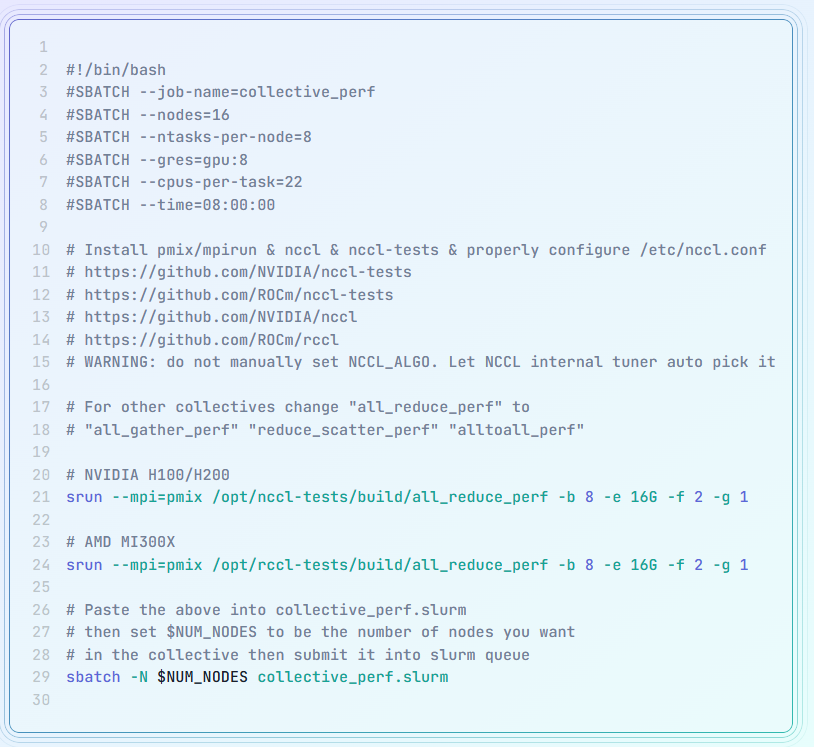 1
2 #!/bin/bash
3 #SBATCH --job-name=collective_perf
4 #SBATCH --nodes=16
5 #SBATCH --ntasks-per-node=8
6 #SBATCH --gres=gpu:8
7 #SBATCH --cpus-per-task=22
8 #SBATCH --time=08:00:00
9
10 # Install pmix/mpirun & nccl & nccl-tests & properly configure /etc/nccl.conf
11 # https://github.com/NVIDIA/nccl-tests
12 # https://github.com/ROCm/nccl-tests
13 # https://github.com/NVIDIA/nccl
14 # https://github.com/ROCm/rccl
15 # WARNING: do not manually set NCCL_ALGO. Let NCCL internal tuner auto pick it
16
17 # For other collectives change "all_reduce_perf" to
18 # "all_gather_perf" "reduce_scatter_perf" "alltoall_perf"
19
20 # NVIDIA H100/H200
21 srun --mpi=pmix /opt/nccl-tests/build/all_reduce_perf -b 8 -e 16G -f 2 -g 1
22
23 # AMD MI300X
24 srun --mpi=pmix /opt/rccl-tests/build/all_reduce_perf -b 8 -e 16G -f 2 -g 1
25
26 # Paste the above into collective_perf.slurm
27 # then set $NUM_NODES to be the number of nodes you want
28 # in the collective then submit it into slurm queue
29 sbatch -N $NUM_NODES collective_perf.slurm
30